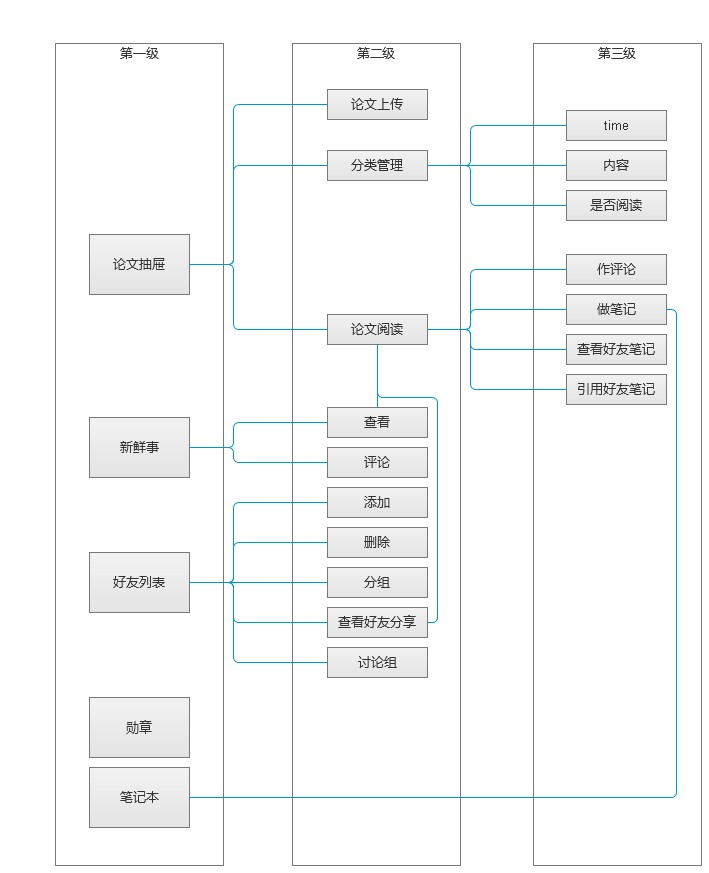 第一级
论文抽屉
新鲜事
好友列表
勋章
笔记本
第二级
论文上传
分类管理
论文阅读
查看
评论
添加
删除
分组
查看好友分享
讨论组
第三级
time
内容
是否阅读
作评论
做笔记
查看好友笔记
引用好友笔记